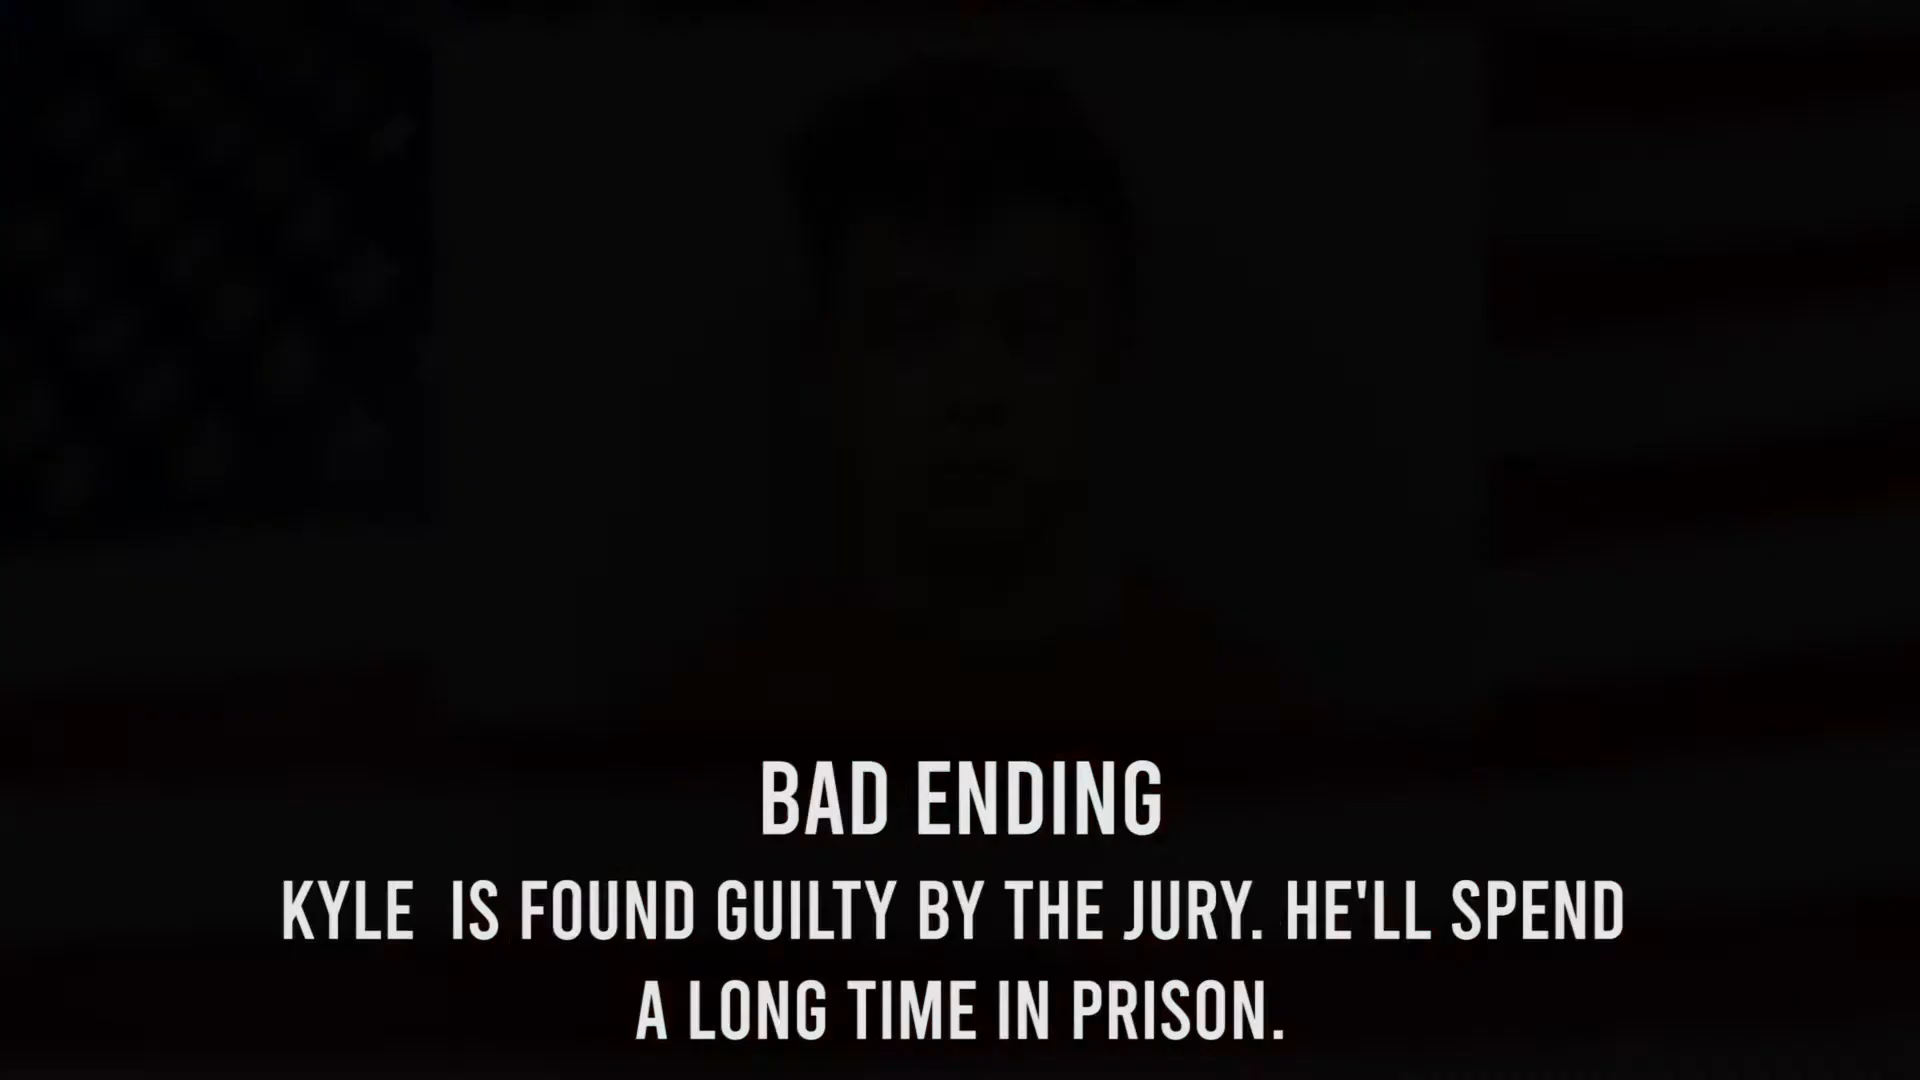 BAD ENDING
KYLE  IS FOUND GUILTY BY THE JURY. HE'LL SPEND
A LONG TIME IN PRISON.